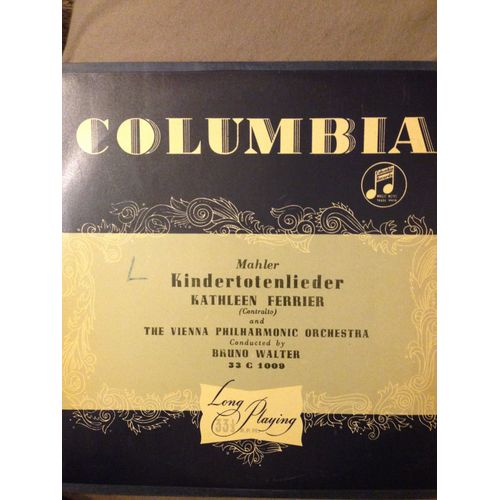 COLUMBIA
L
Mahler
Kindertotenlieder
KATHLEEN FERRIER
(Contralto)
and
THE VIENNA PHILHARMONIC ORCHESTRA
Conducted by
BRUNO WALTER
33 C 1009
Long
Playing